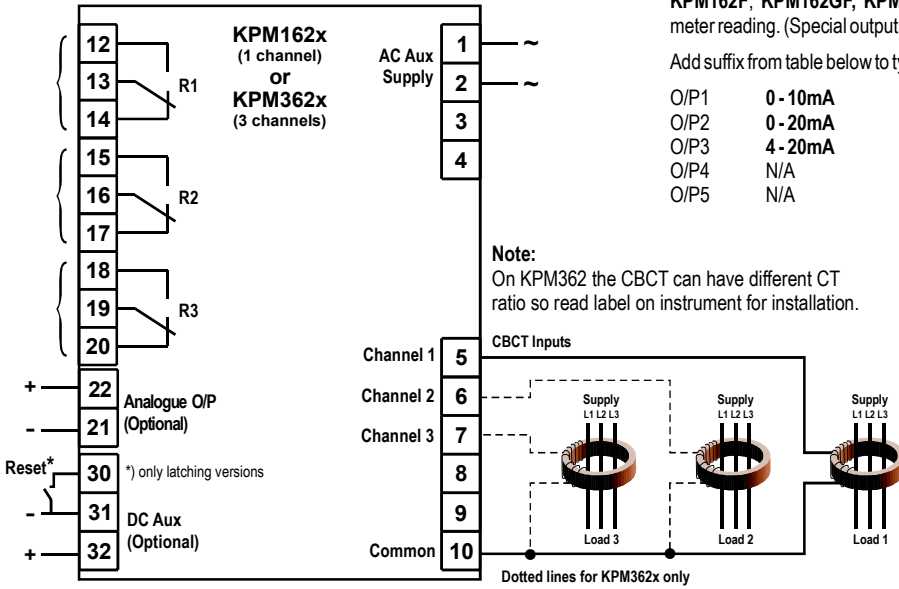 KPM162F, KPM162GF, KPM
meter reading. (Special output
Add suffix from table below to ty
O/P1 0 - 10mA
O/P2 0 - 20mA
O/P3 4 - 20mA
O/P4 N/A
O/P5 N/A
KPM162x
(1 channel)
or
KPM362x
(3 channels)
12
13
14
R1
15
16
17
R2
18
19
20
R3
+ 22
- 21
Analogue O/P
(Optional)
Reset*
30 *) only latching versions
- 31
+ 32
DC Aux
(Optional)
AC Aux
Supply
1 ~
2 ~
3
4
Note:
On KPM362 the CBCT can have different CT
ratio so read label on instrument for installation.
CBCT Inputs
Channel 1 5
Channel 2 6
Channel 3 7
8
9
Common 10
Supply
L1 L2 L3
Load 3
Supply
L1 L2 L3
Load 2
Supply
L1 L2 L3
Load 1
Dotted lines for KPM362x only